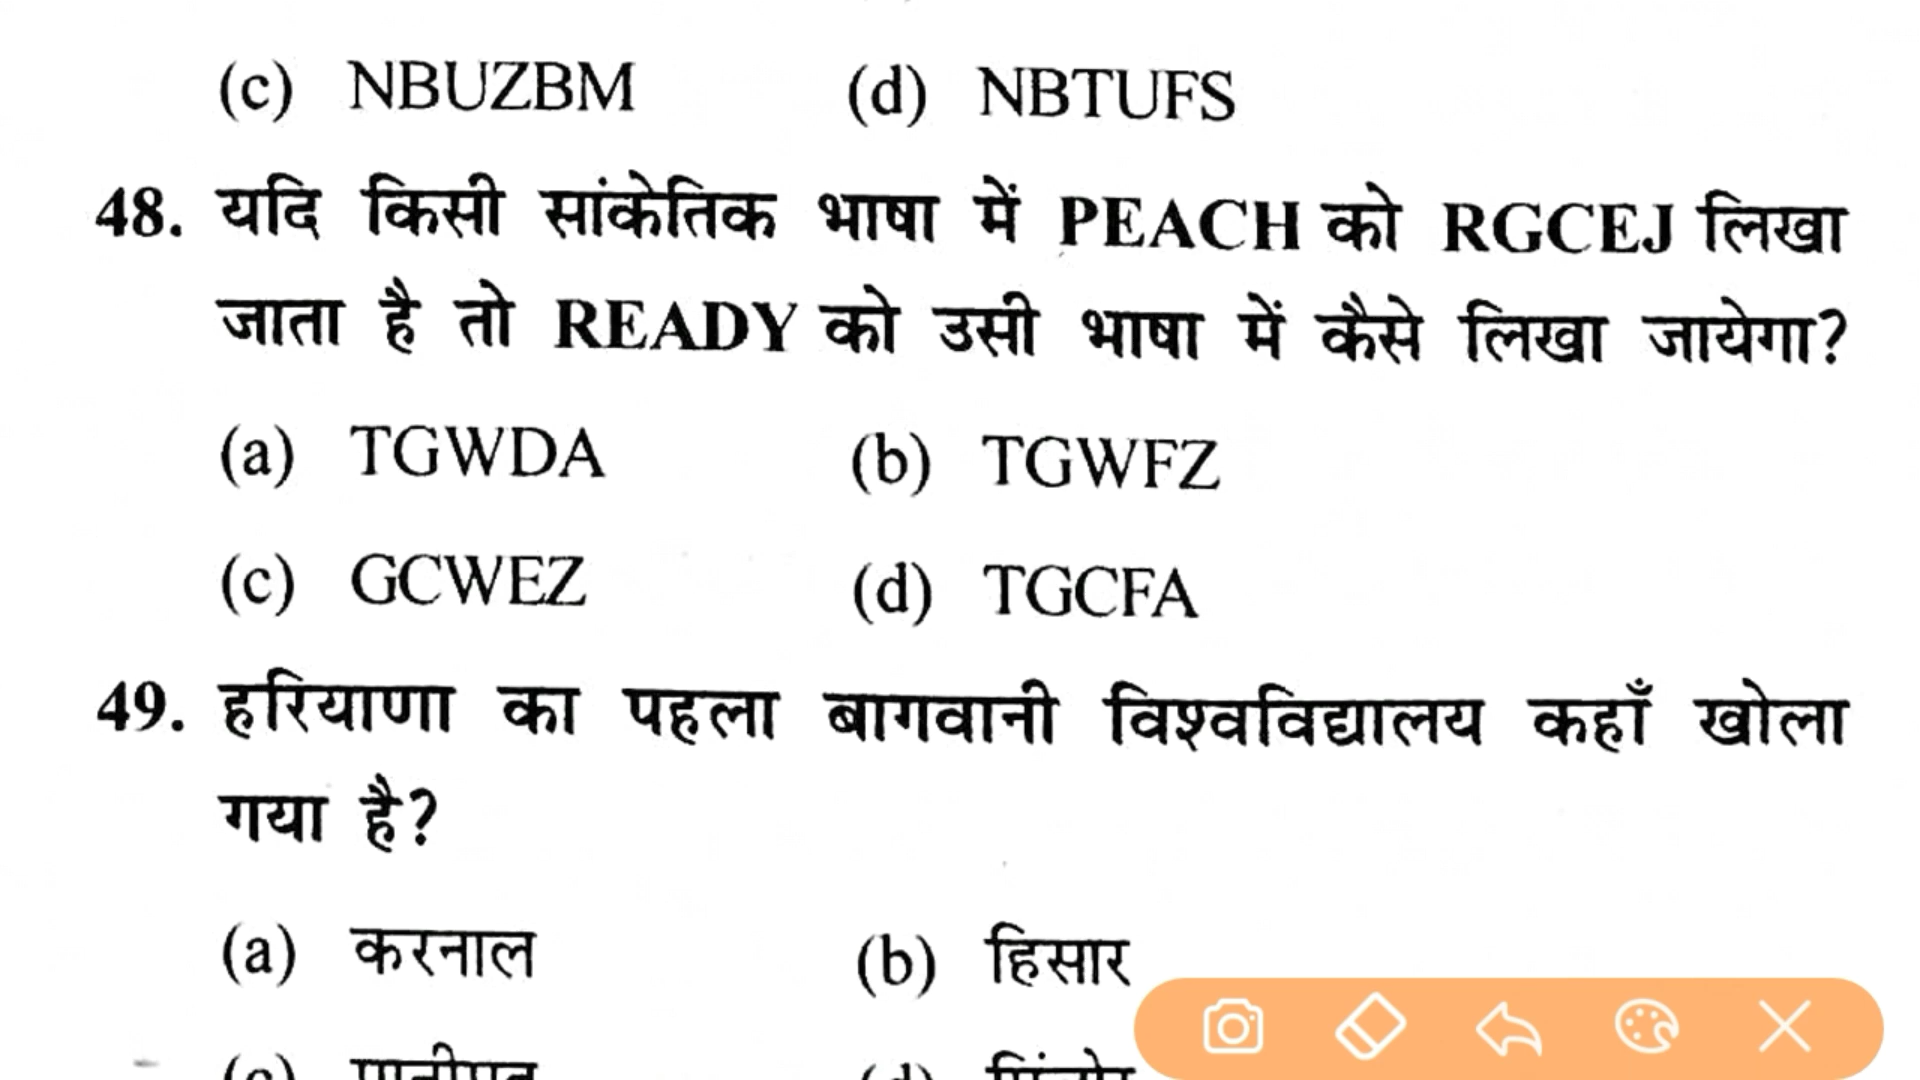 (c) NBUZBM (d) NBTUFS
48. यदि किसी सांकेतिक भाषा में PEACH को RGCEJ लिखा
जाता है तो READY को उसी भाषा में कैसे लिखा जायेगा?
(a) TGWDA (b) TGWFZ
(c) GCWEZ (d) TGCFA
49. हरियाणा का पहला बागवानी विश्वविद्यालय कहाँ खोला
गया है?
(a) करनाल (b) हिसार
(c) (d)